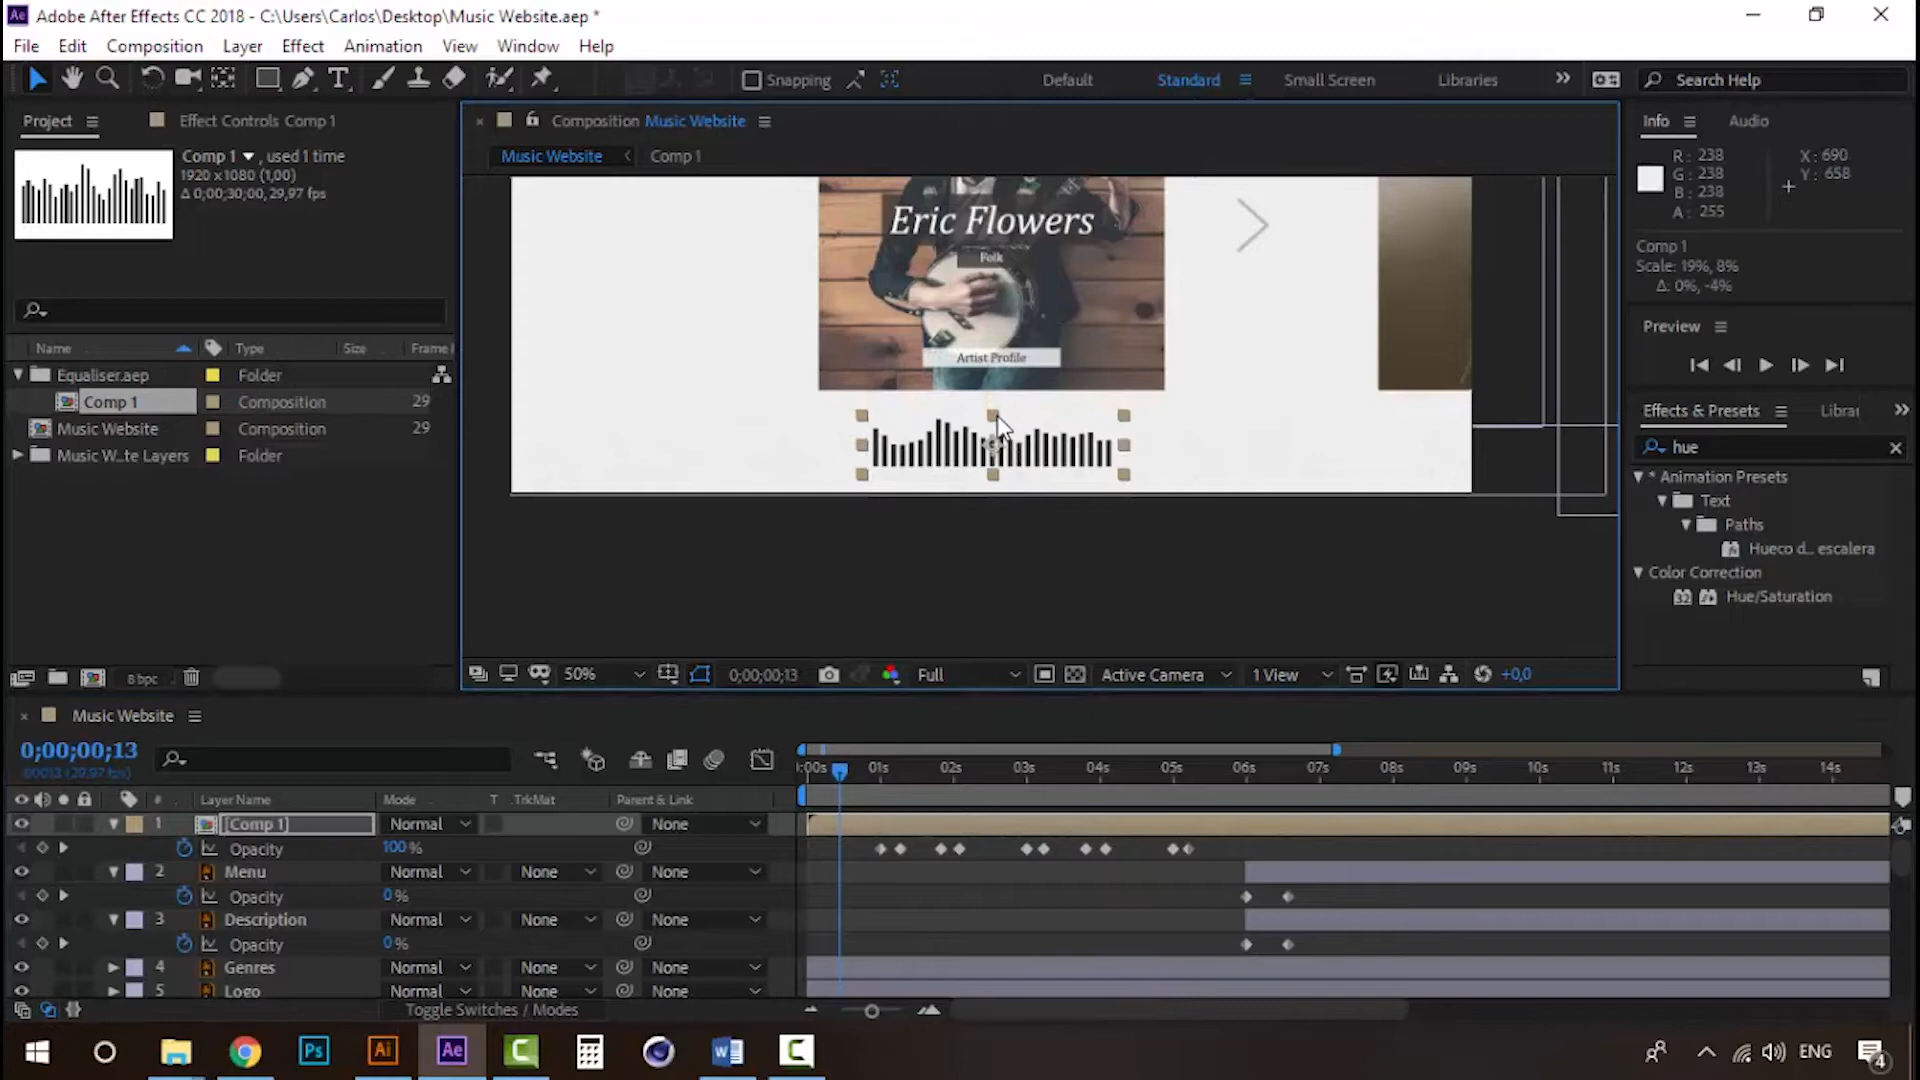 Adobe After Effects CC 2018 - C:\Users\Carlos\Desktop\Music Website.aep *
File Edit Composition Layer Effect Animation View Window Help
Snapping Default Standard Small Screen Libraries Search Help
Project Effect Controls Comp 1
Comp 1 , used 1 time
1920 x 1080 (1,00)
Δ 0;00;30;00, 29,97 fps
Name Type Size Frame
Equaliser.aep Folder
Comp 1 Composition 29
Music Website Composition 29
Music W...te Layers Folder
8 bpc
Composition Music Website
Music Website Comp 1
Eric Flowers
Folk
Artist Profile
50% 0;00;00;13 Full Active Camera 1 View +0,0
Info Audio
R : 238
G : 238
B : 238
A : 255
X : 690
Y : 658
Comp 1
Scale: 19%, 8%
Δ: 0%, -4%
Preview
Effects & Presets Librar
hue
* Animation Presets
Text
Paths
Hueco d... escalera
Color Correction
Hue/Saturation
Music Website
0;00;00;13
00013 (29,97 fps)
:00s 01s 02s 03s 04s 05s 06s 07s 08s 09s 10s 11s 12s 13s 14s
# Layer Name Mode T .TrkMat Parent & Link
1 [Comp 1] Normal None
Opacity 100 %
2 Menu Normal None None
Opacity 0 %
3 Description Normal None None
Opacity 0 %
4 Genres Normal None None
5 Logo Normal None None
Toggle Switches / Modes
Ps Ai Ae C C
ENG 4